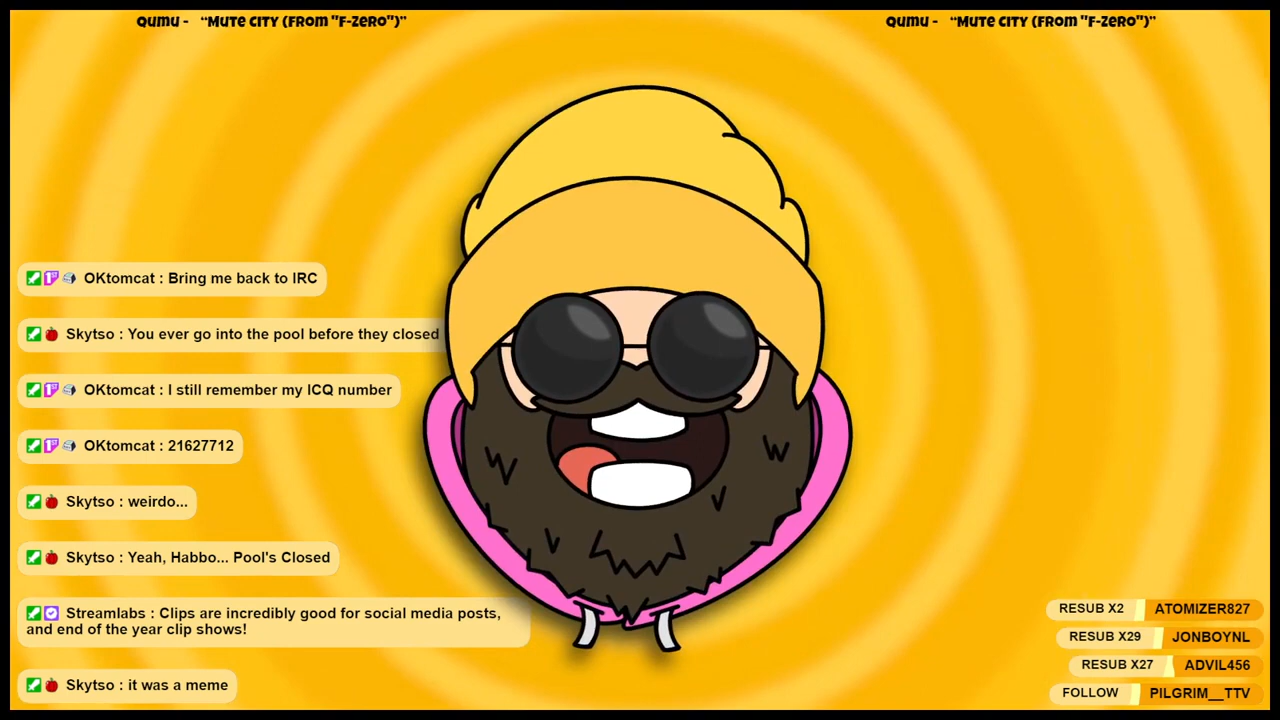 Qumu - “Mute City (From "F-Zero")”
Qumu - “Mute City (From "F-Zero")”
OKtomcat : Bring me back to IRC
Skytso : You ever go into the pool before they closed
OKtomcat : I still remember my ICQ number
OKtomcat : 21627712
Skytso : weirdo...
Skytso : Yeah, Habbo... Pool's Closed
Streamlabs : Clips are incredibly good for social media posts,
and end of the year clip shows!
Skytso : it was a meme
RESUB X2 ATOMIZER827
RESUB X29 JONBOYNL
RESUB X27 ADVIL456
FOLLOW PILGRIM__TTV